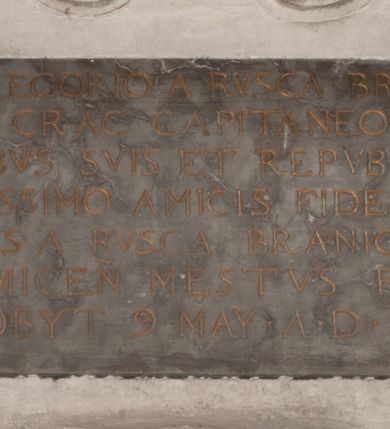 EGORIO A RVSCA BR
CRAC CAPITANEO
BVS SVIS ET REPVB
SSIMO AMICIS FIDE
S A RVSCA BRANIC
MICEN MESTVS P
OBYT 9 MAY · A · D ·